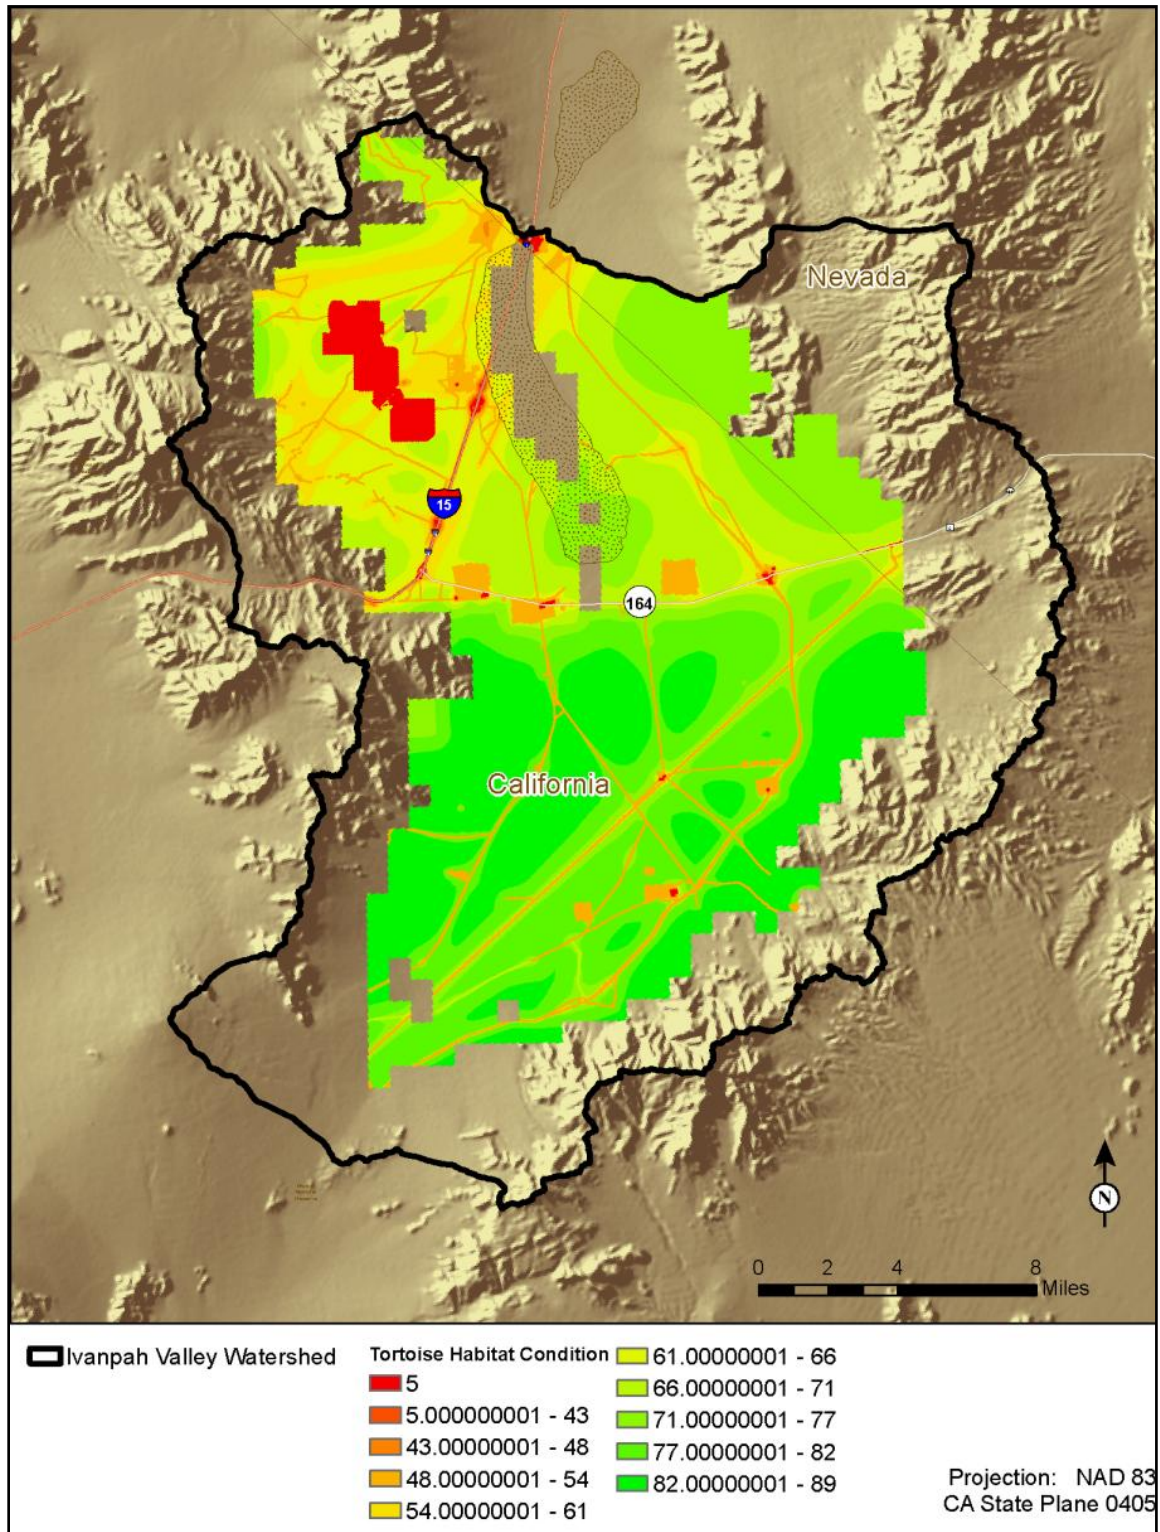 Nevada
15
164
California
N
0 2 4 8
Miles
Ivanpah Valley Watershed
Tortoise Habitat Condition
5
5.000000001 - 43
43.00000001 - 48
48.00000001 - 54
54.00000001 - 61
61.00000001 - 66
66.00000001 - 71
71.00000001 - 77
77.00000001 - 82
82.00000001 - 89
Projection: NAD 83
CA State Plane 0405